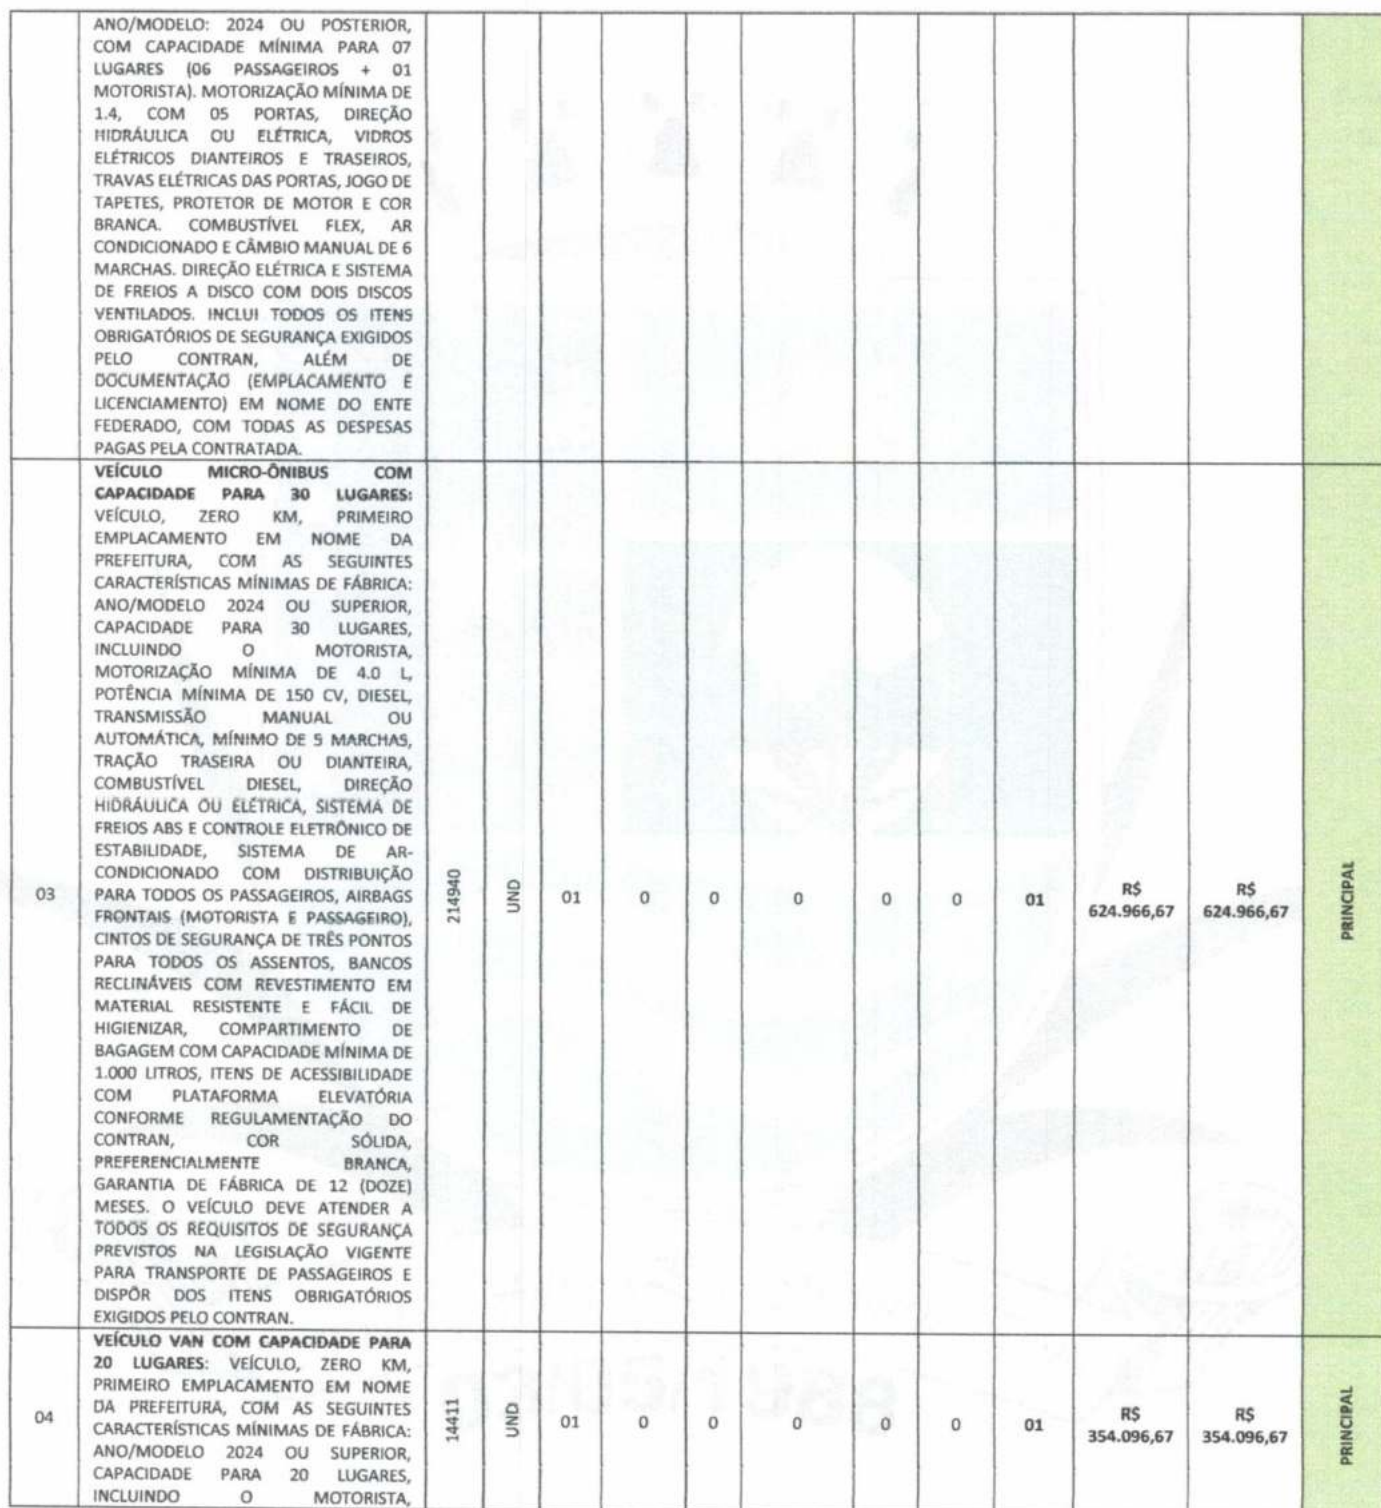 ANO/MODELO: 2024 OU POSTERIOR,
COM CAPACIDADE MÍNIMA PARA 07
LUGARES (06 PASSAGEIROS + 01
MOTORISTA). MOTORIZAÇÃO MÍNIMA DE
1.4, COM 05 PORTAS, DIREÇÃO
HIDRÁULICA OU ELÉTRICA, VIDROS
ELÉTRICOS DIANTEIROS E TRASEIROS,
TRAVAS ELÉTRICAS DAS PORTAS, JOGO DE
TAPETES, PROTETOR DE MOTOR E COR
BRANCA. COMBUSTÍVEL FLEX, AR
CONDICIONADO E CÂMBIO MANUAL DE 6
MARCHAS. DIREÇÃO ELÉTRICA E SISTEMA
DE FREIOS A DISCO COM DOIS DISCOS
VENTILADOS. INCLUI TODOS OS ITENS
OBRIGATÓRIOS DE SEGURANÇA EXIGIDOS
PELO CONTRAN, ALÉM DE
DOCUMENTAÇÃO (EMPLACAMENTO E
LICENCIAMENTO) EM NOME DO ENTE
FEDERADO, COM TODAS AS DESPESAS
PAGAS PELA CONTRATADA.
03
VEÍCULO MICRO-ÔNIBUS COM
CAPACIDADE PARA 30 LUGARES:
VEÍCULO, ZERO KM, PRIMEIRO
EMPLACAMENTO EM NOME DA
PREFEITURA, COM AS SEGUINTES
CARACTERÍSTICAS MÍNIMAS DE FÁBRICA:
ANO/MODELO 2024 OU SUPERIOR,
CAPACIDADE PARA 30 LUGARES,
INCLUINDO O MOTORISTA,
MOTORIZAÇÃO MÍNIMA DE 4.0 L,
POTÊNCIA MÍNIMA DE 150 CV, DIESEL,
TRANSMISSÃO MANUAL OU
AUTOMÁTICA, MÍNIMO DE 5 MARCHAS,
TRAÇÃO TRASEIRA OU DIANTEIRA,
COMBUSTÍVEL DIESEL, DIREÇÃO
HIDRÁULICA OU ELÉTRICA, SISTEMA DE
FREIOS ABS E CONTROLE ELETRÔNICO DE
ESTABILIDADE, SISTEMA DE AR-
CONDICIONADO COM DISTRIBUIÇÃO
PARA TODOS OS PASSAGEIROS, AIRBAGS
FRONTAIS (MOTORISTA E PASSAGEIRO),
CINTOS DE SEGURANÇA DE TRÊS PONTOS
PARA TODOS OS ASSENTOS, BANCOS
RECLINÁVEIS COM REVESTIMENTO EM
MATERIAL RESISTENTE E FÁCIL DE
HIGIENIZAR, COMPARTIMENTO DE
BAGAGEM COM CAPACIDADE MÍNIMA DE
1.000 LITROS, ITENS DE ACESSIBILIDADE
COM PLATAFORMA ELEVATÓRIA
CONFORME REGULAMENTAÇÃO DO
CONTRAN, COR SÓLIDA,
PREFERENCIALMENTE BRANCA,
GARANTIA DE FÁBRICA DE 12 (DOZE)
MESES. O VEÍCULO DEVE ATENDER A
TODOS OS REQUISITOS DE SEGURANÇA
PREVISTOS NA LEGISLAÇÃO VIGENTE
PARA TRANSPORTE DE PASSAGEIROS E
DISPÔR DOS ITENS OBRIGATÓRIOS
EXIGIDOS PELO CONTRAN.
214940
UND
01 0 0 0 0 0 01
R$
624.966,67
R$
624.966,67
PRINCIPAL
04
VEÍCULO VAN COM CAPACIDADE PARA
20 LUGARES: VEÍCULO, ZERO KM,
PRIMEIRO EMPLACAMENTO EM NOME
DA PREFEITURA, COM AS SEGUINTES
CARACTERÍSTICAS MÍNIMAS DE FÁBRICA:
ANO/MODELO 2024 OU SUPERIOR,
CAPACIDADE PARA 20 LUGARES,
INCLUINDO O MOTORISTA,
14411
UND
01 0 0 0 0 0 01
R$
354.096,67
R$
354.096,67
PRINCIPAL